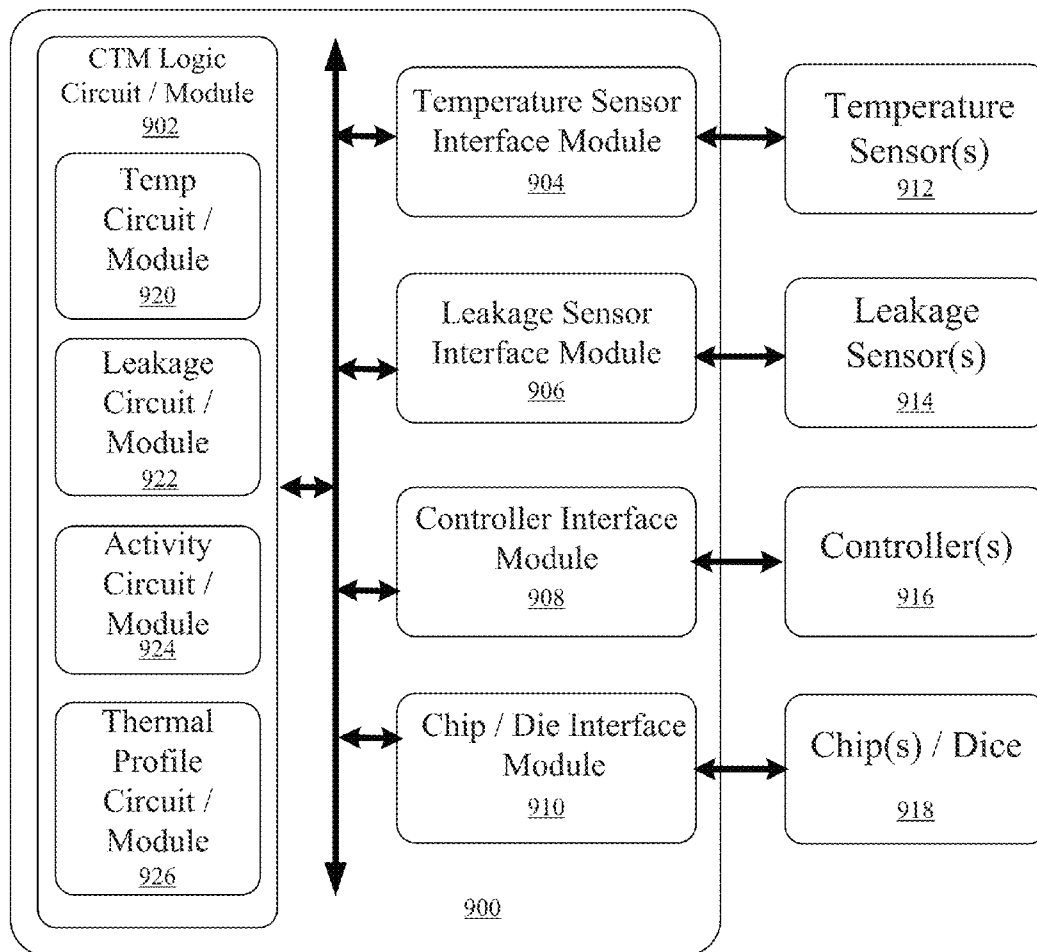 CTM Logic
Circuit / Module
902
Temp
Circuit /
Module
920
Leakage
Circuit /
Module
922
Activity
Circuit /
Module
924
Thermal
Profile
Circuit /
Module
926
Temperature Sensor
Interface Module
904
Leakage Sensor
Interface Module
906
Controller Interface
Module
908
Chip / Die Interface
Module
910
900
Temperature
Sensor(s)
912
Leakage
Sensor(s)
914
Controller(s)
916
Chip(s) / Dice
918